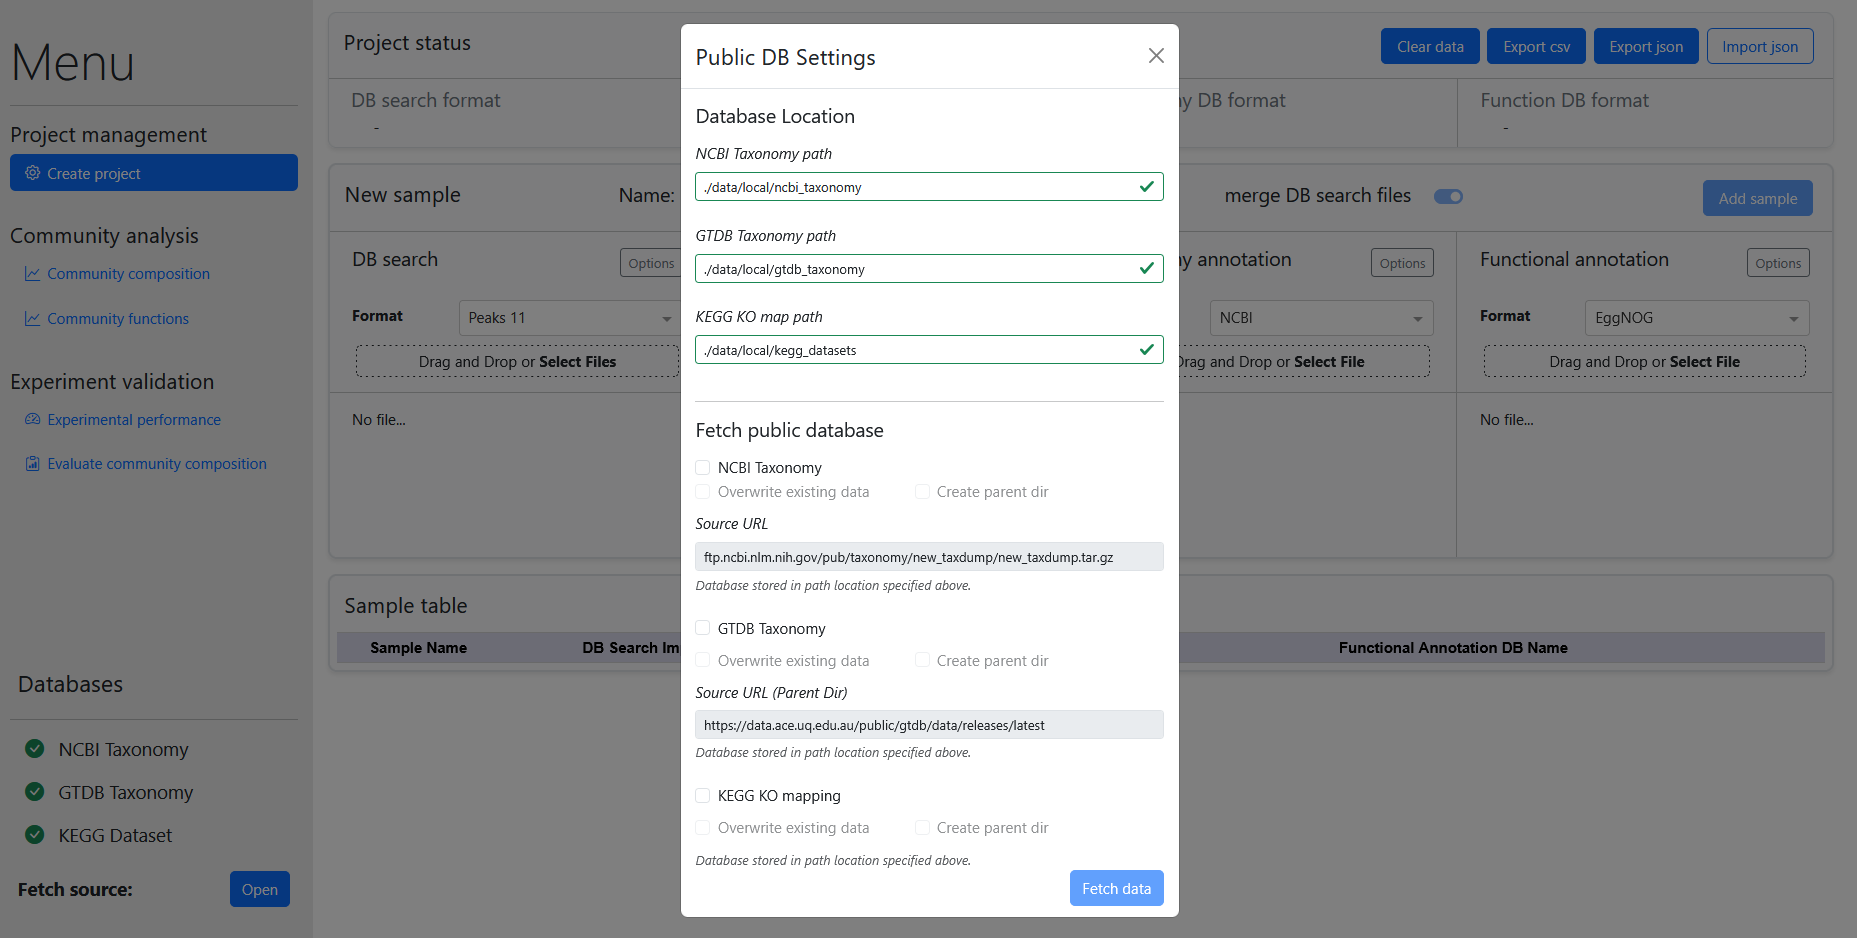 Menu
Project management
Create project
Community analysis
Community composition
Community functions
Experiment validation
Experimental performance
Evaluate community composition
Databases
NCBI Taxonomy
GTDB Taxonomy
KEGG Dataset
Fetch source:
Open
Project status
Clear data
Export csv
Export json
Import json
DB search format
-
y DB format
Function DB format
-
New sample
Name:
merge DB search files
Add sample
DB search
Options
Format
Peaks 11
Drag and Drop or Select Files
No file...
y annotation
Options
NCBI
Drag and Drop or Select File
Functional annotation
Options
Format
EggNOG
Drag and Drop or Select File
No file...
Sample table
Sample Name
DB Search Im
Functional Annotation DB Name
Public DB Settings
Database Location
NCBI Taxonomy path
./data/local/ncbi_taxonomy
GTDB Taxonomy path
./data/local/gtdb_taxonomy
KEGG KO map path
./data/local/kegg_datasets
Fetch public database
NCBI Taxonomy
Overwrite existing data
Create parent dir
Source URL
ftp.ncbi.nlm.nih.gov/pub/taxonomy/new_taxdump/new_taxdump.tar.gz
Database stored in path location specified above.
GTDB Taxonomy
Overwrite existing data
Create parent dir
Source URL (Parent Dir)
https://data.ace.uq.edu.au/public/gtdb/data/releases/latest
Database stored in path location specified above.
KEGG KO mapping
Overwrite existing data
Create parent dir
Database stored in path location specified above.
Fetch data